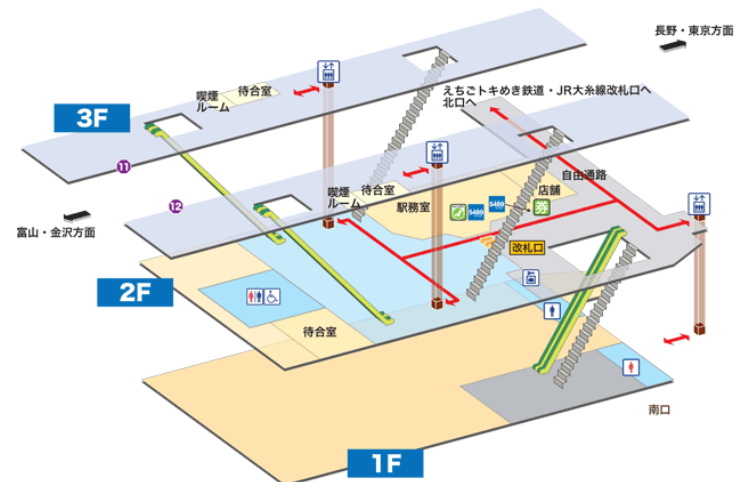 長野・東京方面
えちごトキめき鉄道・JR大糸線改札口へ
北口へ
喫煙
ルーム
待合室
3F
11
自由通路
12
喫煙
ルーム
待合室
駅務室
店舗
5489
5489
券
富山・金沢方面
改札口
2F
待合室
南口
1F